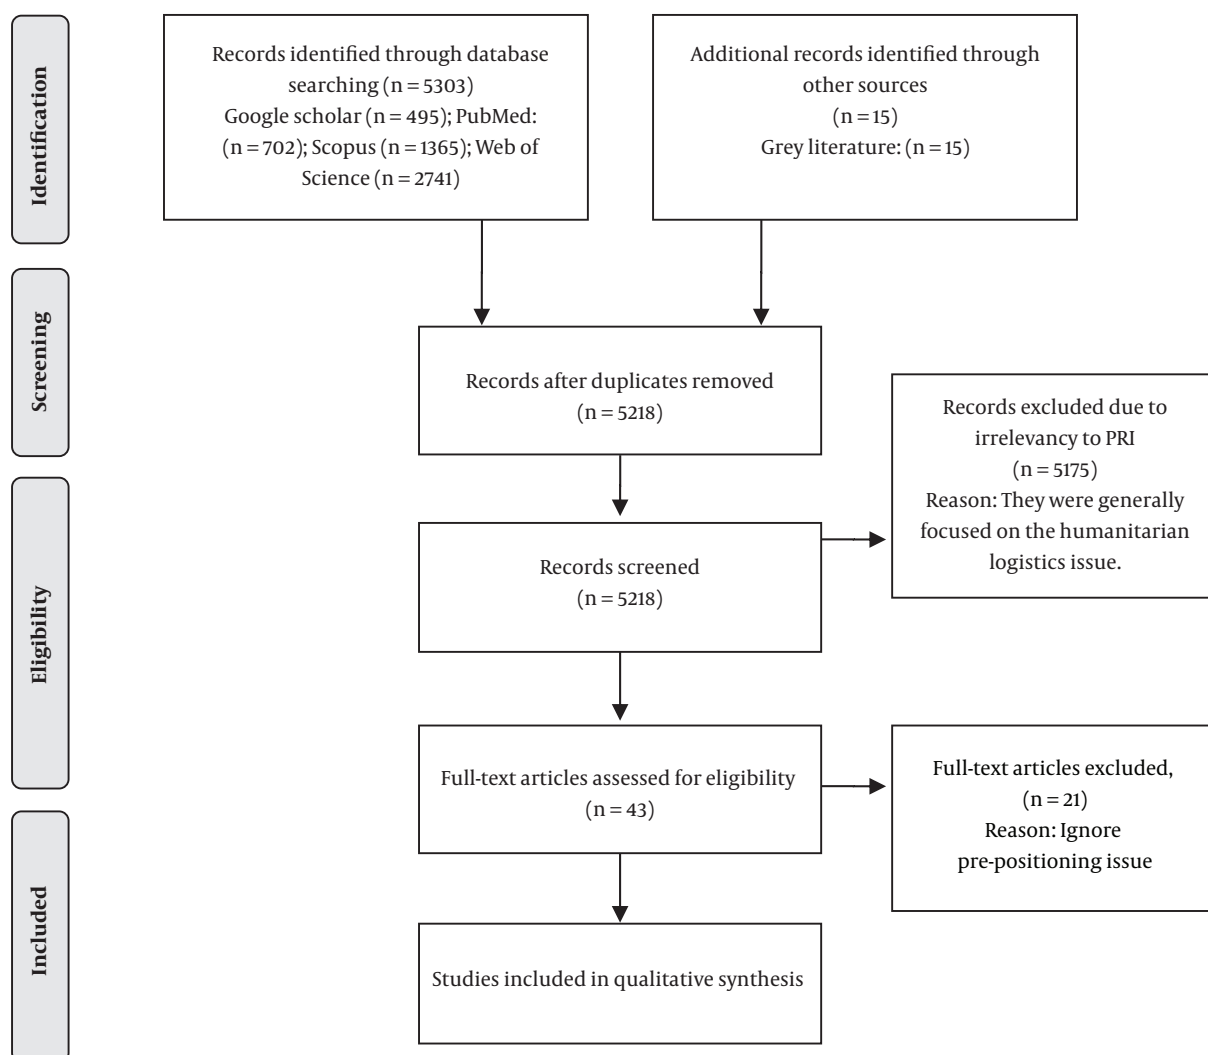 Identification
Records identified through database
searching (n = 5303)
Google scholar (n = 495); PubMed:
(n = 702); Scopus (n = 1365); Web of
Science (n = 2741)
Additional records identified through
other sources
(n = 15)
Grey literature: (n = 15)
Screening
Records after duplicates removed
(n = 5218)
Records excluded due to
irrelevancy to PRI
(n = 5175)
Reason: They were generally
focused on the humanitarian
logistics issue.
Eligibility
Records screened
(n = 5218)
Full-text articles assessed for eligibility
(n = 43)
Full-text articles excluded,
(n = 21)
Reason: Ignore
pre-positioning issue
Included
Studies included in qualitative synthesis